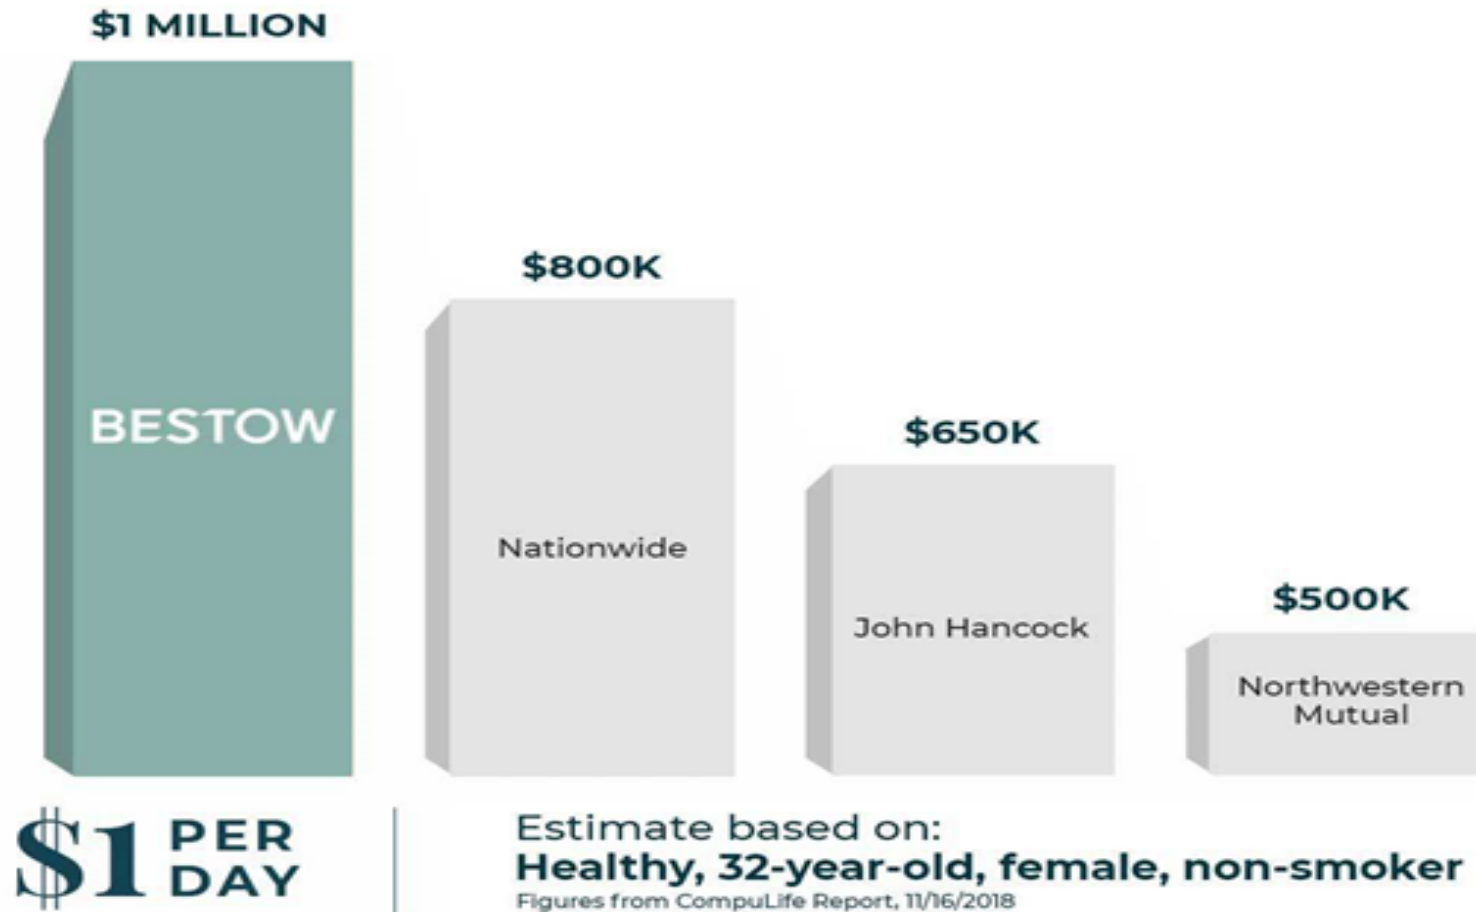 $1 MILLION
BESTOW
$800K
Nationwide
$650K
John Hancock
$500K
Northwestern
Mutual
$1 PER
DAY
Estimate based on:
Healthy, 32-year-old, female, non-smoker
Figures from CompuLife Report, 11/16/2018